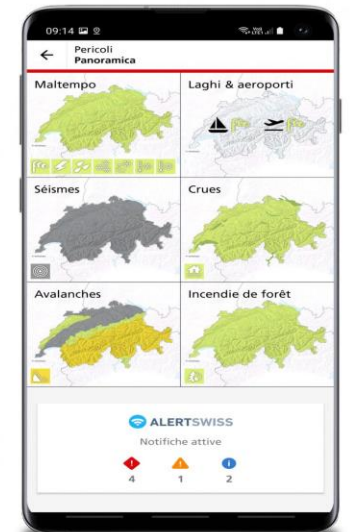 09:14
Pericoli
Panoramica
Maltempo
Laghi & aeroporti
Séismes
Crues
Avalanches
Incendie de forêt
ALERTSWISS
Notifiche attive
4 1 2